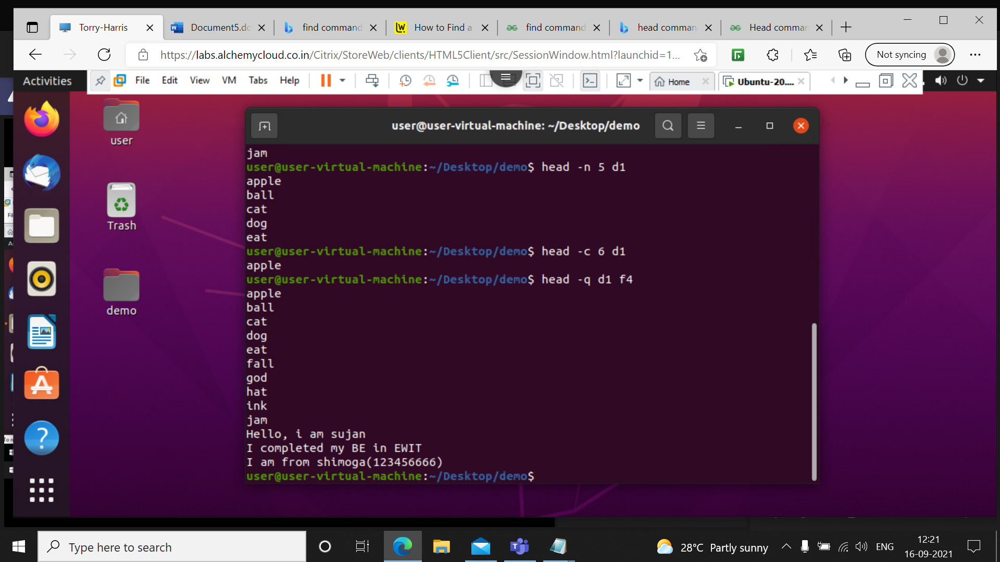 Torry-Harris
Document5.do
find command
How to Find a
find command
head comman
Head comman
https://labs.alchemycloud.co.in/Citrix/StoreWeb/clients/HTML5Client/src/SessionWindow.html?launchid=1...
Not syncing
Activities
File Edit View VM Tabs Help
Home
Ubuntu-20....
user
Trash
demo
user@user-virtual-machine: ~/Desktop/demo
jam
user@user-virtual-machine:~/Desktop/demo$ head -n 5 d1
apple
ball
cat
dog
eat
user@user-virtual-machine:~/Desktop/demo$ head -c 6 d1
apple
user@user-virtual-machine:~/Desktop/demo$ head -q d1 f4
apple
ball
cat
dog
eat
fall
god
hat
ink
jam
Hello, i am sujan
I completed my BE in EWIT
I am from shimoga(123456666)
user@user-virtual-machine:~/Desktop/demo$
Type here to search
28°C Partly sunny
ENG
12:21
16-09-2021